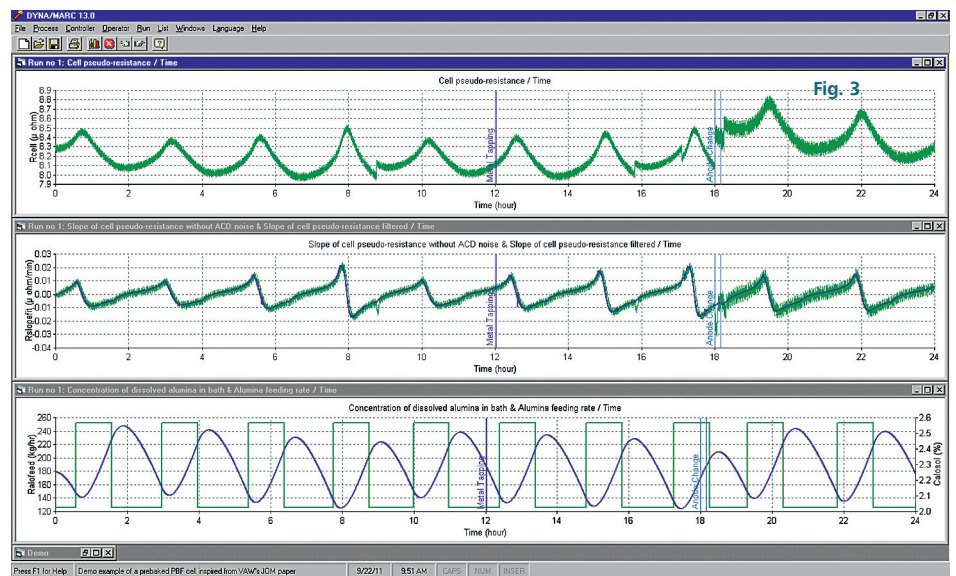 DYNA/MARC 13.0
File Process Controller Operator Run List Windows Language Help
Run no 1: Cell pseudo-resistance / Time
Cell pseudo-resistance / Time
Fig. 3
Rcell (µ ohm)
8.9
8.8
8.7
8.6
8.5
8.4
8.3
8.2
8.1
8.0
7.9
Metal Tapping
Anode Change
0 2 4 6 8 10 12 14 16 18 20 22 24
Time (hour)
Run no 1: Slope of cell pseudo-resistance without ACD noise & Slope of cell pseudo-resistance filtered / Time
Slope of cell pseudo-resistance without ACD noise & Slope of cell pseudo-resistance filtered / Time
(µ ohm/min)
0.03
0.02
0.01
0.00
-0.01
-0.02
-0.03
-0.04
Metal Tapping
Anode Change
0 2 4 6 8 10 12 14 16 18 20 22 24
Time (hour)
Run no 1: Concentration of dissolved alumina in bath & Alumina feeding rate / Time
Concentration of dissolved alumina in bath & Alumina feeding rate / Time
Ralofeed (kg/hr)
260
240
220
200
180
160
140
120
Metal Tapping
Anode Change
2.6
2.5
2.4
2.3
2.2
2.1
2.0
(%)
0 2 4 6 8 10 12 14 16 18 20 22 24
Time (hour)
Demo
Press F1 for Help Demo example of a prebaked PBF cell inspired from VAW's JOM paper 9/22/11 9:51 AM CAPS NUM INSER